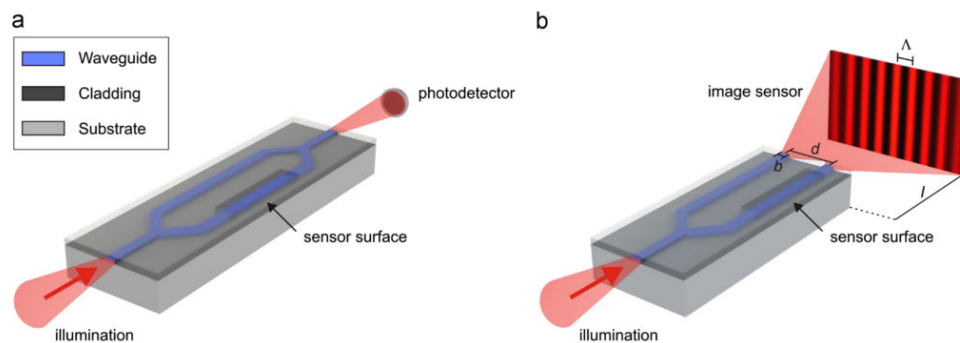 a
Waveguide
Cladding
Substrate
photodetector
sensor surface
illumination
b
Λ
image sensor
d
b
l
sensor surface
illumination